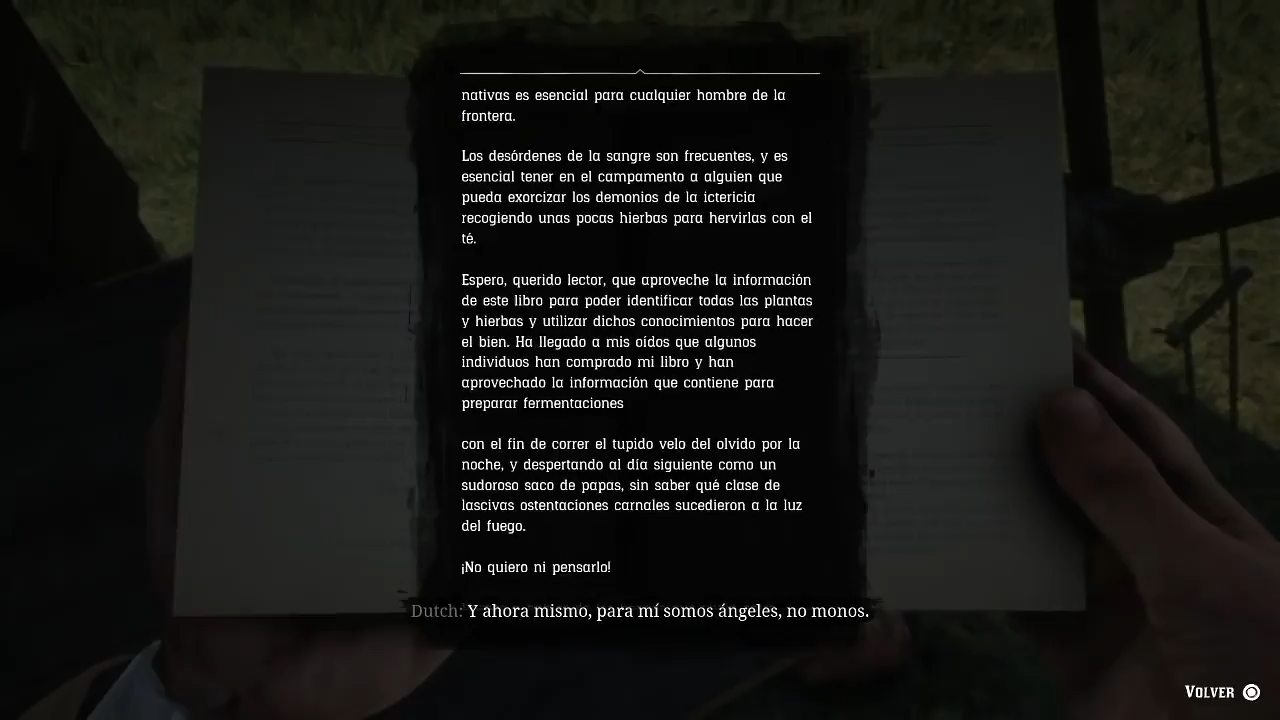 nativas es esencial para cualquier hombre de la
frontera.
Los desórdenes de la sangre son frecuentes, y es
esencial tener en el campamento a alguien que
pueda exorcizar los demonios de la ictericia
recogiendo unas pocas hierbas para hervirlas con el
té.
Espero, querido lector, que aproveche la información
de este libro para poder identificar todas las plantas
y hierbas y utilizar dichos conocimientos para hacer
el bien. Ha llegado a mis oídos que algunos
individuos han comprado mi libro y han
aprovechado la información que contiene para
preparar fermentaciones
con el fin de correr el tupido velo del olvido por la
noche, y despertando al día siguiente como un
sudoroso saco de papas, sin saber qué clase de
lascivas ostentaciones carnales sucedieron a la luz
del fuego.
¡No quiero ni pensarlo!
Dutch: Y ahora mismo, para mí somos ángeles, no monos.
VOLVER